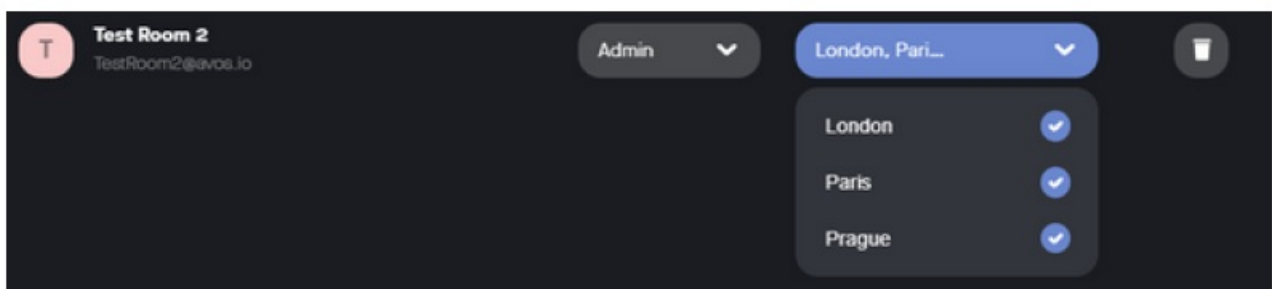 T
Test Room 2
TestRoom2@avos.io
Admin
London, Pari...
London
Paris
Prague